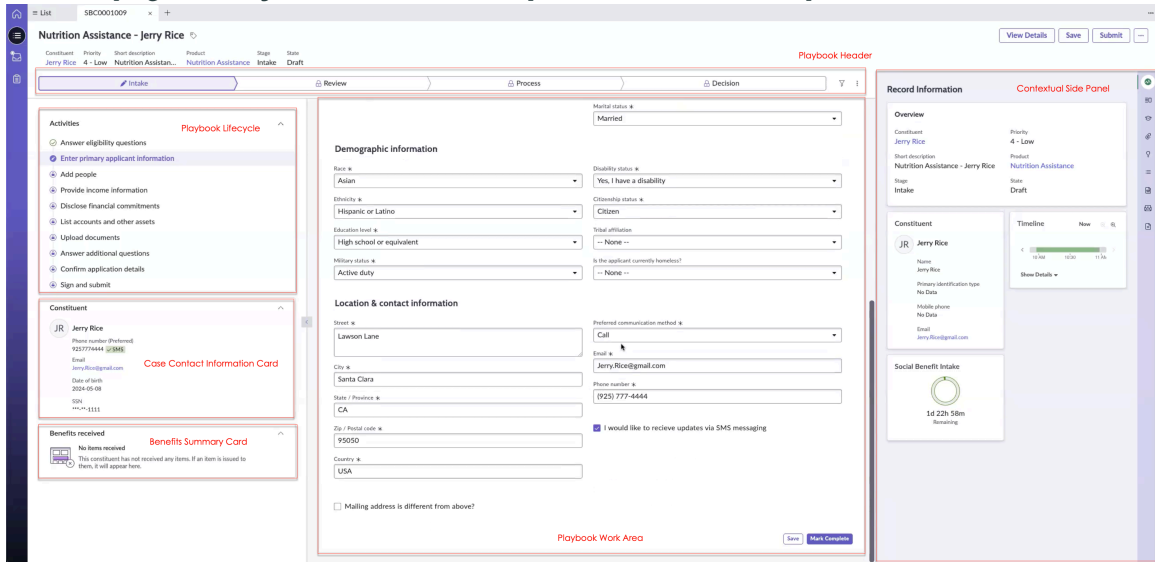 ≡ List
SBC0001009
×
+
Nutrition Assistance - Jerry Rice
View Details
Save
Submit
Constituent
Priority
Short description
Product
Stage
State
Jerry Rice
4 - Low
Nutrition Assistan...
Nutrition Assistance
Intake
Draft
Playbook Header
Intake
Review
Process
Decision
Activities
Playbook Lifecycle
Answer eligibility questions
Enter primary applicant information
Add people
Provide income information
Disclose financial commitments
List accounts and other assets
Upload documents
Answer additional questions
Confirm application details
Sign and submit
Constituent
JR
Jerry Rice
Phone number (Preferred)
9257774444 ✓ SMS
Email
Jerry.Rice@gmail.com
Case Contact Information Card
Date of birth
2024-05-08
SSN
***-**-1111
Benefits received
Benefits Summary Card
No items received
This constituent has not received any items. If an item is issued to
them, it will appear here.
Marital status *
Married
Demographic information
Race *
Asian
Disability status *
Yes, I have a disability
Ethnicity *
Hispanic or Latino
Citizenship status *
Citizen
Education level *
High school or equivalent
Tribal affiliation
-- None --
Military status *
Active duty
Is the applicant currently homeless?
-- None --
Location & contact information
Street *
Lawson Lane
Preferred communication method *
Call
Email *
Jerry.Rice@gmail.com
City *
Santa Clara
Phone number *
(925) 777-4444
State / Province *
CA
Zip / Postal code *
95050
I would like to recieve updates via SMS messaging
Country *
USA
Mailing address is different from above?
Playbook Work Area
Save
Mark Complete
Record Information
Contextual Side Panel
Overview
Constituent
Jerry Rice
Priority
4 - Low
Short description
Nutrition Assistance - Jerry Rice
Product
Nutrition Assistance
Stage
Intake
State
Draft
Constituent
JR
Jerry Rice
Name
Jerry Rice
Primary identification type
No Data
Mobile phone
No Data
Email
Jerry.Rice@gmail.com
Timeline
Now
10 AM
10:30
11 AM
Show Details
Social Benefit Intake
1d 22h 58m
Remaining